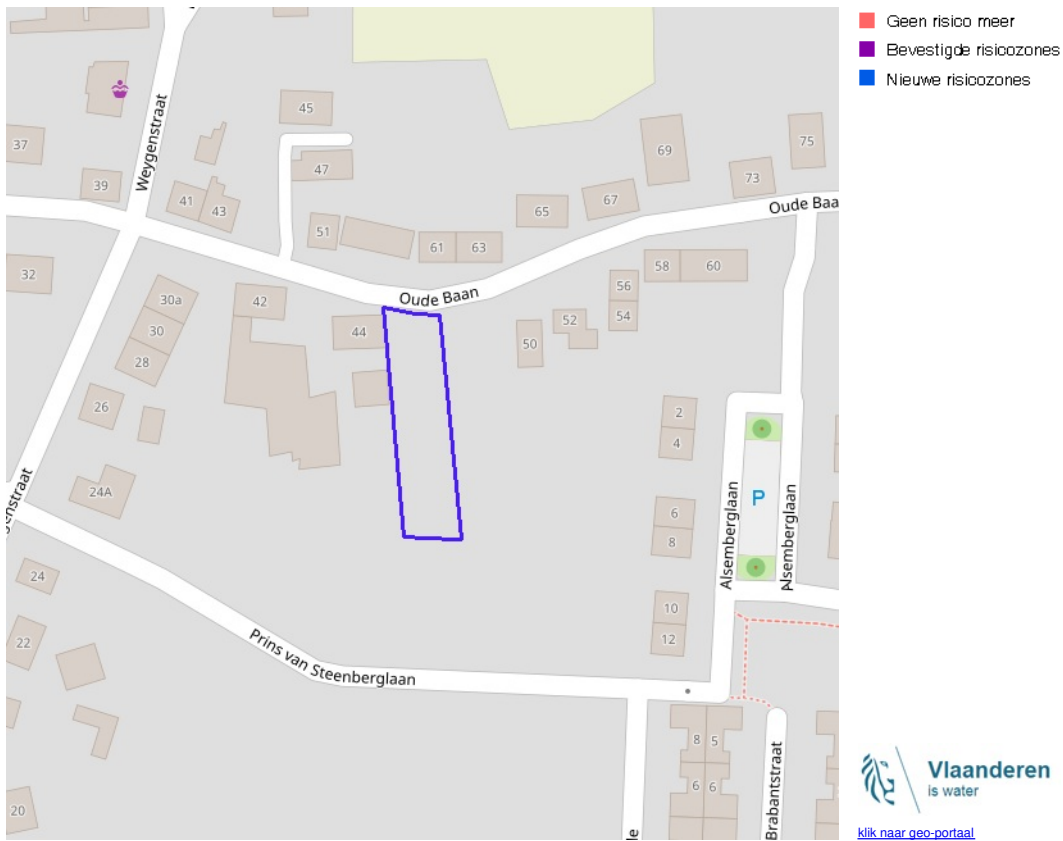 Geen risico meer
Bevestigde risicozones
Nieuwe risicozones
45
37
Weygenstraat
69
75
47
39
73
41
43
67
65
Oude Baa
51
61
63
32
58
60
30a
42
Oude Baan
56
30
44
52
54
50
28
26
2
4
24A
P
6
8
genstraat
Alsemberglaan
Alsemberglaan
24
10
12
22
Prins van Steenberglaan
8
5
6
6
Brabantstraat
20
le
Vlaanderen
is water
klik naar geo-portaal